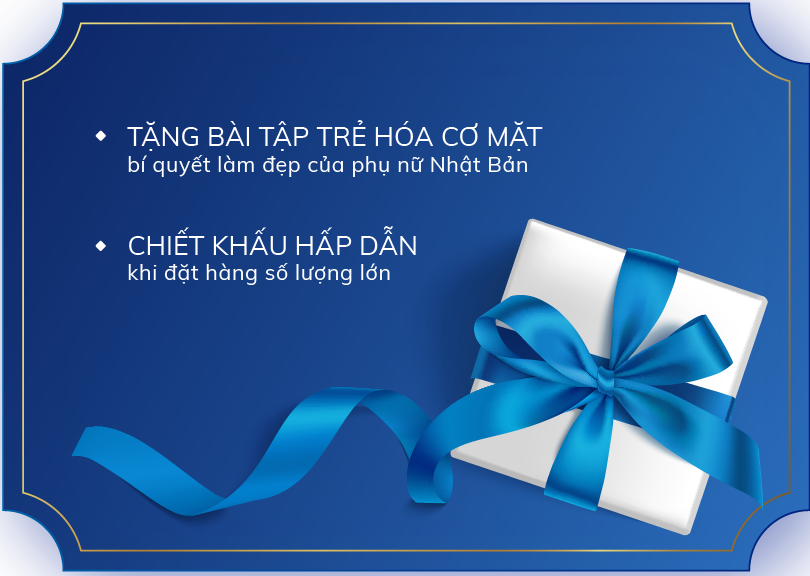 TẶNG BÀI TẬP TRẺ HÓA CƠ MẶT
bí quyết làm đẹp của phụ nữ Nhật Bản
CHIẾT KHẤU HẤP DẪN
khi đặt hàng số lượng lớn